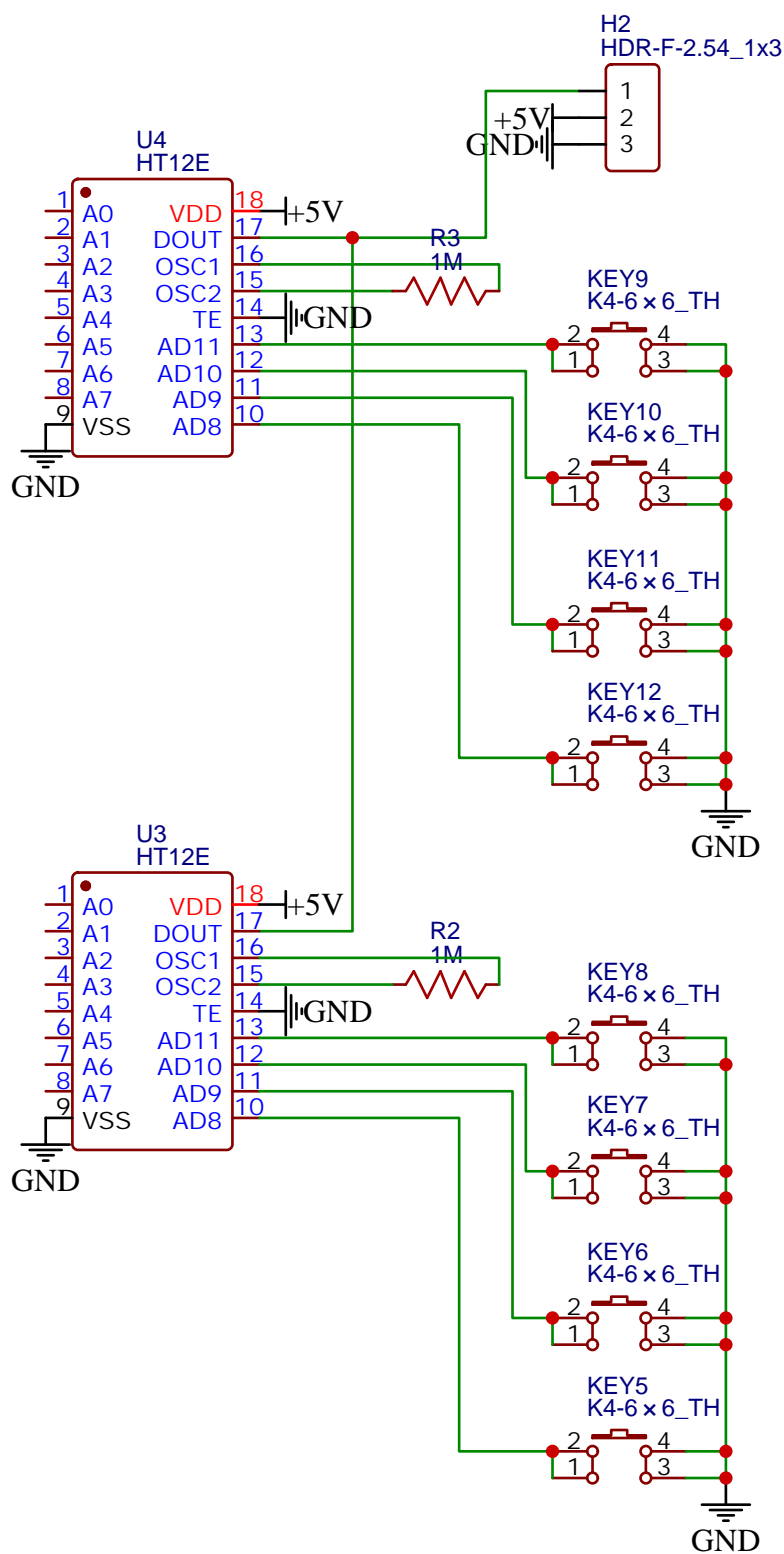 H2
HDR-F-2.54_1x3
1
+5V 2
GND 3
U4
HT12E
1 A0 VDD 18 +5V
2 A1 DOUT 17
3 A2 OSC1 16
4 A3 OSC2 15
5 A4 TE 14 GND
6 A5 AD11 13
7 A6 AD10 12
8 A7 AD9 11
9 VSS AD8 10
GND
R3
1M
KEY9
K4-6×6_TH
2 4
1 3
KEY10
K4-6×6_TH
2 4
1 3
KEY11
K4-6×6_TH
2 4
1 3
KEY12
K4-6×6_TH
2 4
1 3
GND
U3
HT12E
1 A0 VDD 18 +5V
2 A1 DOUT 17
3 A2 OSC1 16
4 A3 OSC2 15
5 A4 TE 14 GND
6 A5 AD11 13
7 A6 AD10 12
8 A7 AD9 11
9 VSS AD8 10
GND
R2
1M
KEY8
K4-6×6_TH
2 4
1 3
KEY7
K4-6×6_TH
2 4
1 3
KEY6
K4-6×6_TH
2 4
1 3
KEY5
K4-6×6_TH
2 4
1 3
GND